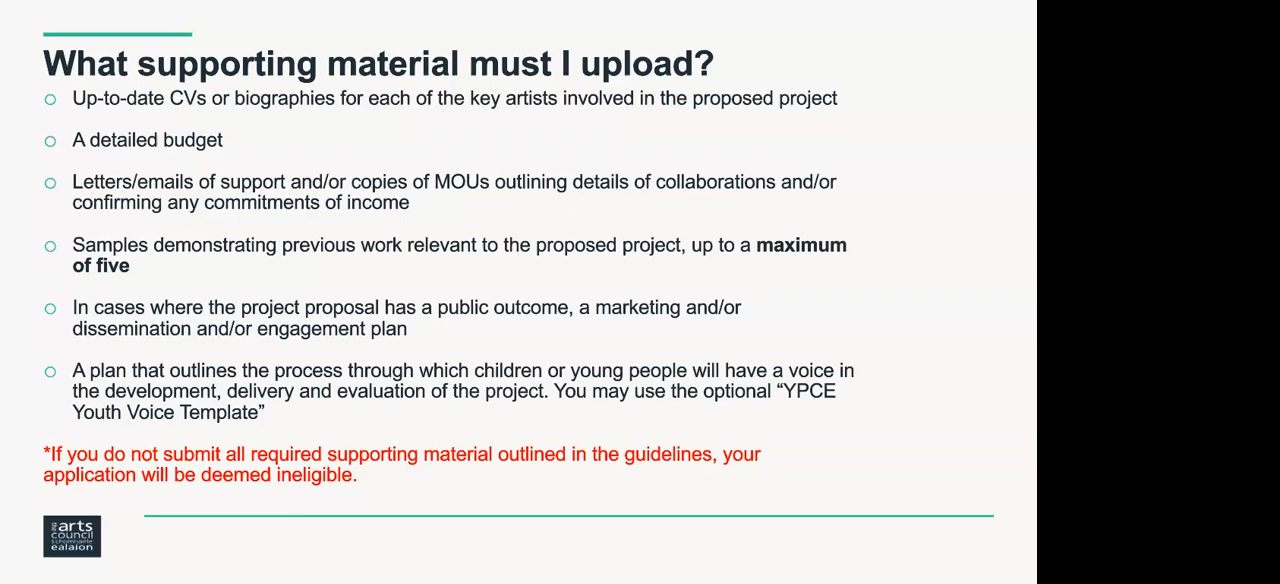 What supporting material must I upload?
Up-to-date CVs or biographies for each of the key artists involved in the proposed project
A detailed budget
Letters/emails of support and/or copies of MOUs outlining details of collaborations and/or
confirming any commitments of income
Samples demonstrating previous work relevant to the proposed project, up to a maximum
of five
In cases where the project proposal has a public outcome, a marketing and/or
dissemination and/or engagement plan
A plan that outlines the process through which children or young people will have a voice in
the development, delivery and evaluation of the project. You may use the optional “YPCE
Youth Voice Template”
*If you do not submit all required supporting material outlined in the guidelines, your
application will be deemed ineligible.
the arts
council
chomhairle
ealaíon